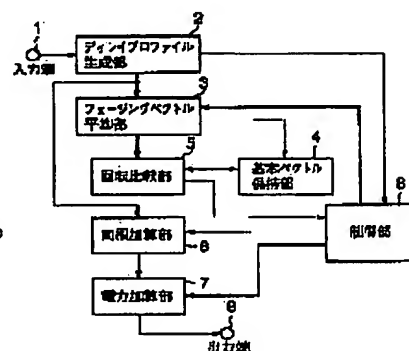 1
入力端
2
ディレイプロファイル
生成部
3
フェージングベクトル
平均部
5
回転比較部
4
基本ベクトル
保持部
8
制御部
同相加算部
6
7
電力加算部
9
出力端